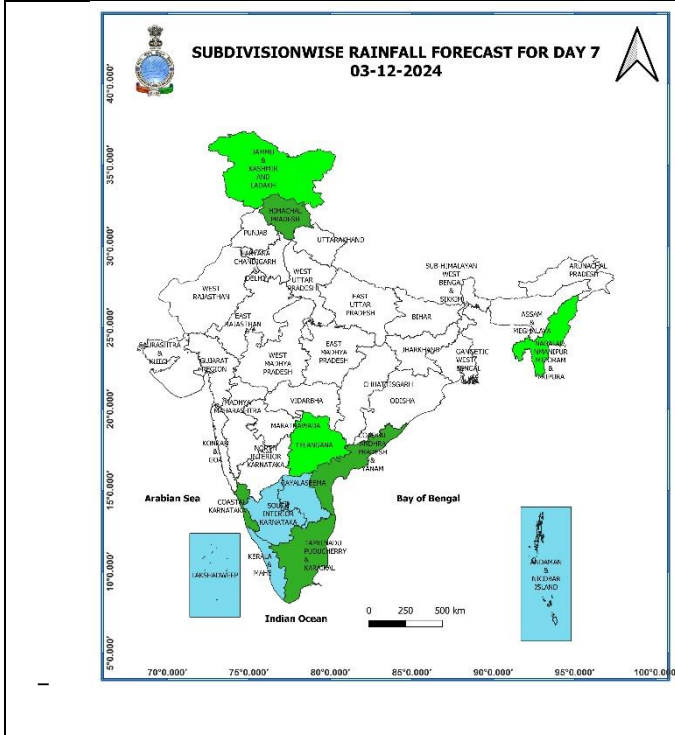 SUBDIVISIONWISE RAINFALL FORECAST FOR DAY 7
03-12-2024
40°0.000'
35°0.000'
30°0.000'
25°0.000'
20°0.000'
15°0.000'
10°0.000'
5°0.000'
JAMMU
&
KASHMIR
AND
LADAKH
HIMACHAL
PRADESH
PUNJAB
UTTARAKHAND
CHANDIGARH
DELHI
WEST
UTTAR
PRADESH
WEST
RAJASTHAN
EAST
RAJASTHAN
EAST
UTTAR
PRADESH
SUB-HIMALAYAN
WEST
BENGAL
&
SIKKIM
ARUNACHAL
PRADESH
ASSAM
&
MEGHALAYA
&
TRIPURA
BIHAR
SAURASHTRA
&
KUTCH
GUJARAT
REGION
WEST
MADHYA
PRADESH
EAST
MADHYA
PRADESH
JHARKHAND
GANGETIC
WEST
BENGAL
CHHATTISGARH
ODISHA
VIDARBHA
MADHYA
MAHARASHTRA
MARATHAWADA
TELANGANA
KONKAN
&
GOA
NORTH
INTERIOR
KARNATAKA
COASTAL
ANDHRA
PRADESH
&
YANAM
RAYALASEEMA
Arabian Sea
Bay of Bengal
COASTAL
KARNATAKA
SOUTH
INTERIOR
KARNATAKA
KERALA
&
MAHE
TAMILNADU
PUDUCHERRY
&
KARAIKAL
LAKSHADWEEP
ANDAMAN
&
NICOBAR
ISLAND
0 250 500 km
Indian Ocean
70°0.000' 75°0.000' 80°0.000' 85°0.000' 90°0.000' 95°0.000' 100°0.00
–